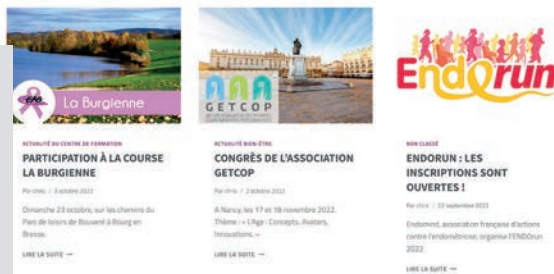 La Burgienne
ACTUALITÉ DU CENTRE DE FORMATION
PARTICIPATION À LA COURSE
LA BURGIENNE
Par chris / 3 octobre 2022
Dimanche 23 octobre, sur les chemins du
Parc de loisirs de Bouvent à Bourg en
Bresse.
LIRE LA SUITE →
GETCOP
ACTUALITÉ BIEN-ÊTRE
CONGRÈS DE L'ASSOCIATION
GETCOP
Par chris / 2 octobre 2022
A Nancy, les 17 et 18 novembre 2022.
Thème : « L'Age : Concepts, Avatars,
Innovations. »
LIRE LA SUITE →
Endorun
NON CLASSÉ
ENDORUN : LES
INSCRIPTIONS SONT
OUVERTES !
Par chris / 22 septembre 2022
Endomind, association française d'actions
contre l'endométriose, organise l'ENDOrun
2022.
LIRE LA SUITE →